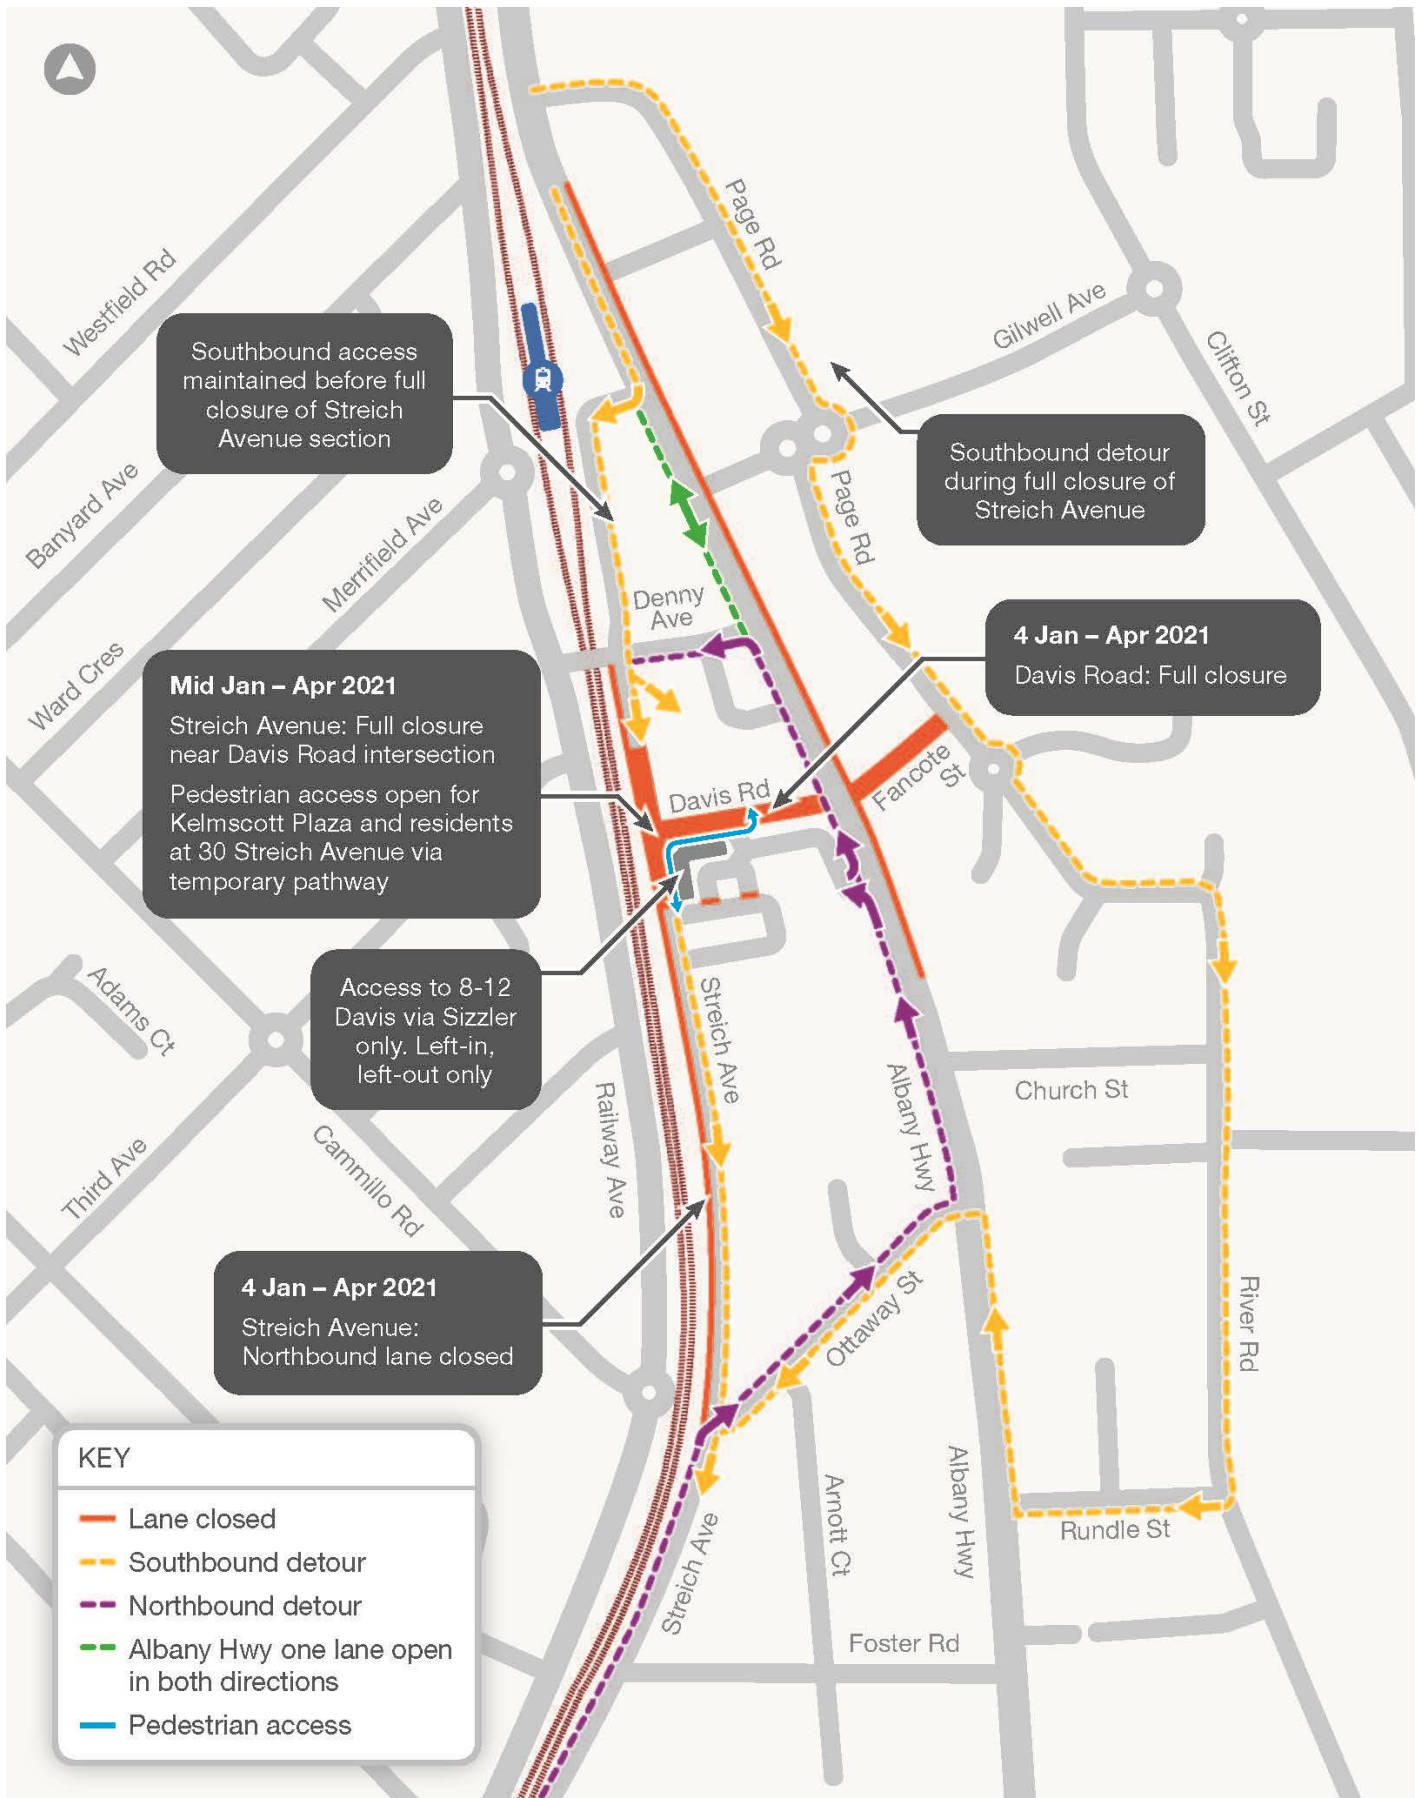 Page Rd
Westfield Rd
Gilwell Ave
Clifton St
Southbound access
maintained before full
closure of Streich
Avenue section
Southbound detour
during full closure of
Streich Avenue
Banyard Ave
Merrifield Ave
Page Rd
Denny
Ave
4 Jan – Apr 2021
Davis Road: Full closure
Ward Cres
Mid Jan – Apr 2021
Streich Avenue: Full closure
near Davis Road intersection
Pedestrian access open for
Kelmscott Plaza and residents
at 30 Streich Avenue via
temporary pathway
Davis Rd
Fancote
St
Adams Ct
Access to 8-12
Davis via Sizzler
only. Left-in,
left-out only
Streich Ave
Railway Ave
Albany Hwy
Church St
Third Ave
Cammillo Rd
4 Jan – Apr 2021
Streich Avenue:
Northbound lane closed
Ottaway St
River Rd
Arnott Ct
Albany Hwy
Rundle St
Streich Ave
Foster Rd
KEY
Lane closed
Southbound detour
Northbound detour
Albany Hwy one lane open
in both directions
Pedestrian access